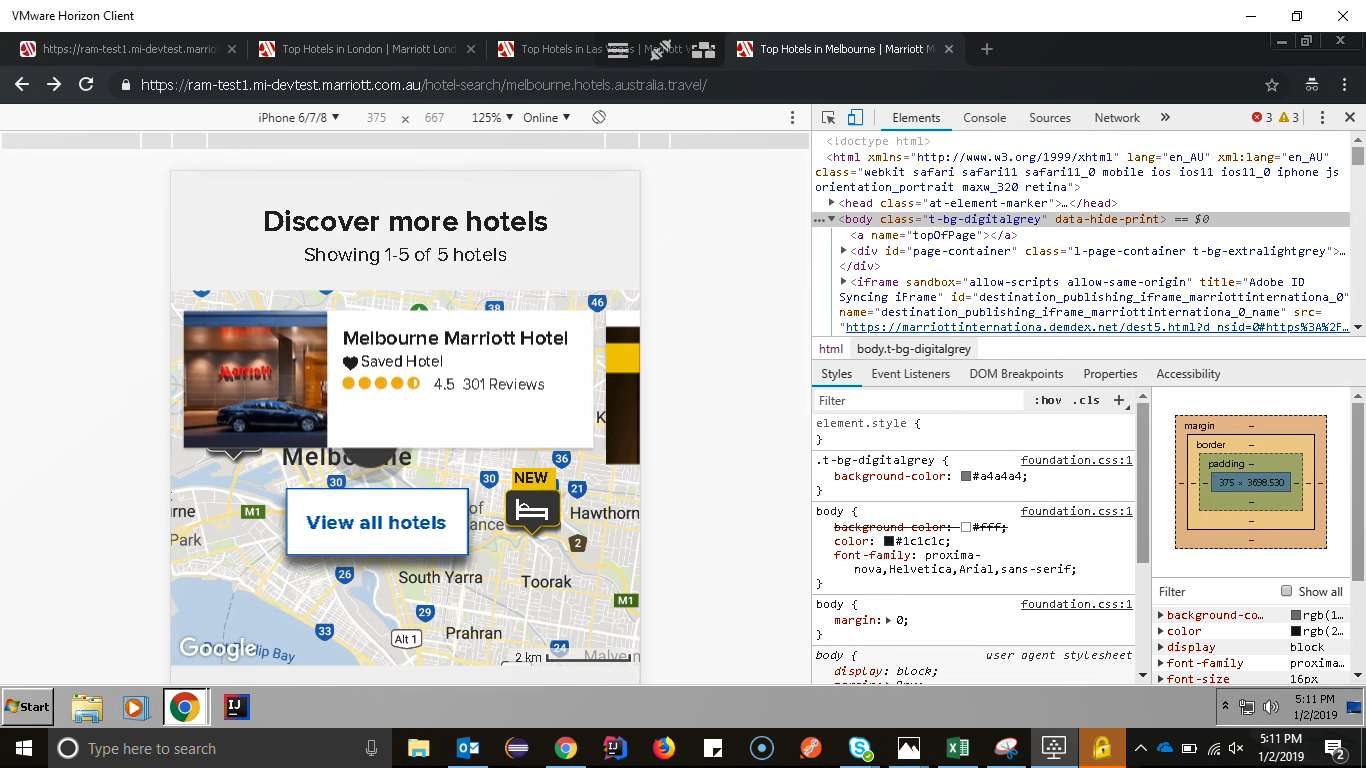 VMware Horizon Client
https://ram-test1.mi-devtest.marrio
Top Hotels in London | Marriott Lond
Top Hotels in Las Vegas | Marriott V
Top Hotels in Melbourne | Marriott M
https://ram-test1.mi-devtest.marriott.com.au/hotel-search/melbourne.hotels.australia.travel/
iPhone 6/7/8 ▼ 375 × 667 125% ▼ Online ▼
Elements Console Sources Network » 3 3
<!doctype html>
<html xmlns="http://www.w3.org/1999/xhtml" lang="en_AU" xml:lang="en_AU"
class="webkit safari safari11 safari11_0 mobile ios ios11 ios11_0 iphone js
orientation_portrait maxw_320 retina">
<head class="at-element-marker">…</head>
<body class="t-bg-digitalgrey" data-hide-print> == $0
<a name="topOfPage"></a>
<div id="page-container" class="l-page-container t-bg-extralightgrey">…
</div>
<iframe sandbox="allow-scripts allow-same-origin" title="Adobe ID
Syncing iFrame" id="destination_publishing_iframe_marriottinternationa_0"
name="destination_publishing_iframe_marriottinternationa_0_name" src=
"https://marriottinternationa.demdex.net/dest5.html?d_nsid=0#https%3A%2F…
html body.t-bg-digitalgrey
Styles Event Listeners DOM Breakpoints Properties Accessibility
Filter :hov .cls +
element.style {
}
.t-bg-digitalgrey { foundation.css:1
background-color: #a4a4a4;
}
body { foundation.css:1
background-color: #fff;
color: #1c1c1c;
font-family: proxima-
nova,Helvetica,Arial,sans-serif;
}
body { foundation.css:1
margin: 0;
}
body { user agent stylesheet
display: block;
margin –
border –
padding –
375 × 3698.530
Filter Show all
background-co… rgb(1…
color rgb(2…
display block
font-family proxima…
font-size 16px
Discover more hotels
Showing 1-5 of 5 hotels
38
46
Melbourne Marriott Hotel
Saved Hotel
4.5 301 Reviews
Marriott
K
Melbourne
36
30
30
NEW
21
M1
of
Hawthorn
rne
ance
View all hotels
2
Park
26
South Yarra
Toorak
M1
29
33
Alt 1
Prahran
24
Google
lip Bay
2 km
Malvern
Start
5:11 PM
1/2/2019
Type here to search
5:11 PM
1/2/2019
2